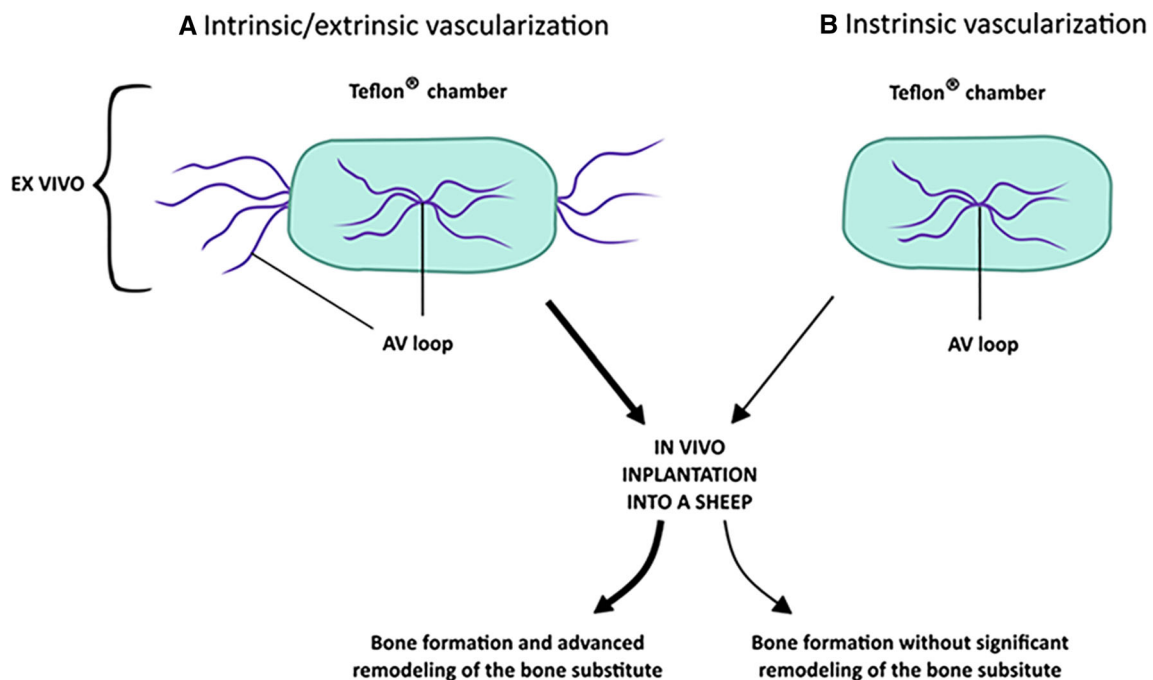 A Intrinsic/extrinsic vascularization
B Instrinsic vascularization
Teflon® chamber
Teflon® chamber
EX VIVO
AV loop
AV loop
IN VIVO
INPLANTATION
INTO A SHEEP
Bone formation and advanced
remodeling of the bone substitute
Bone formation without significant
remodeling of the bone subsitute